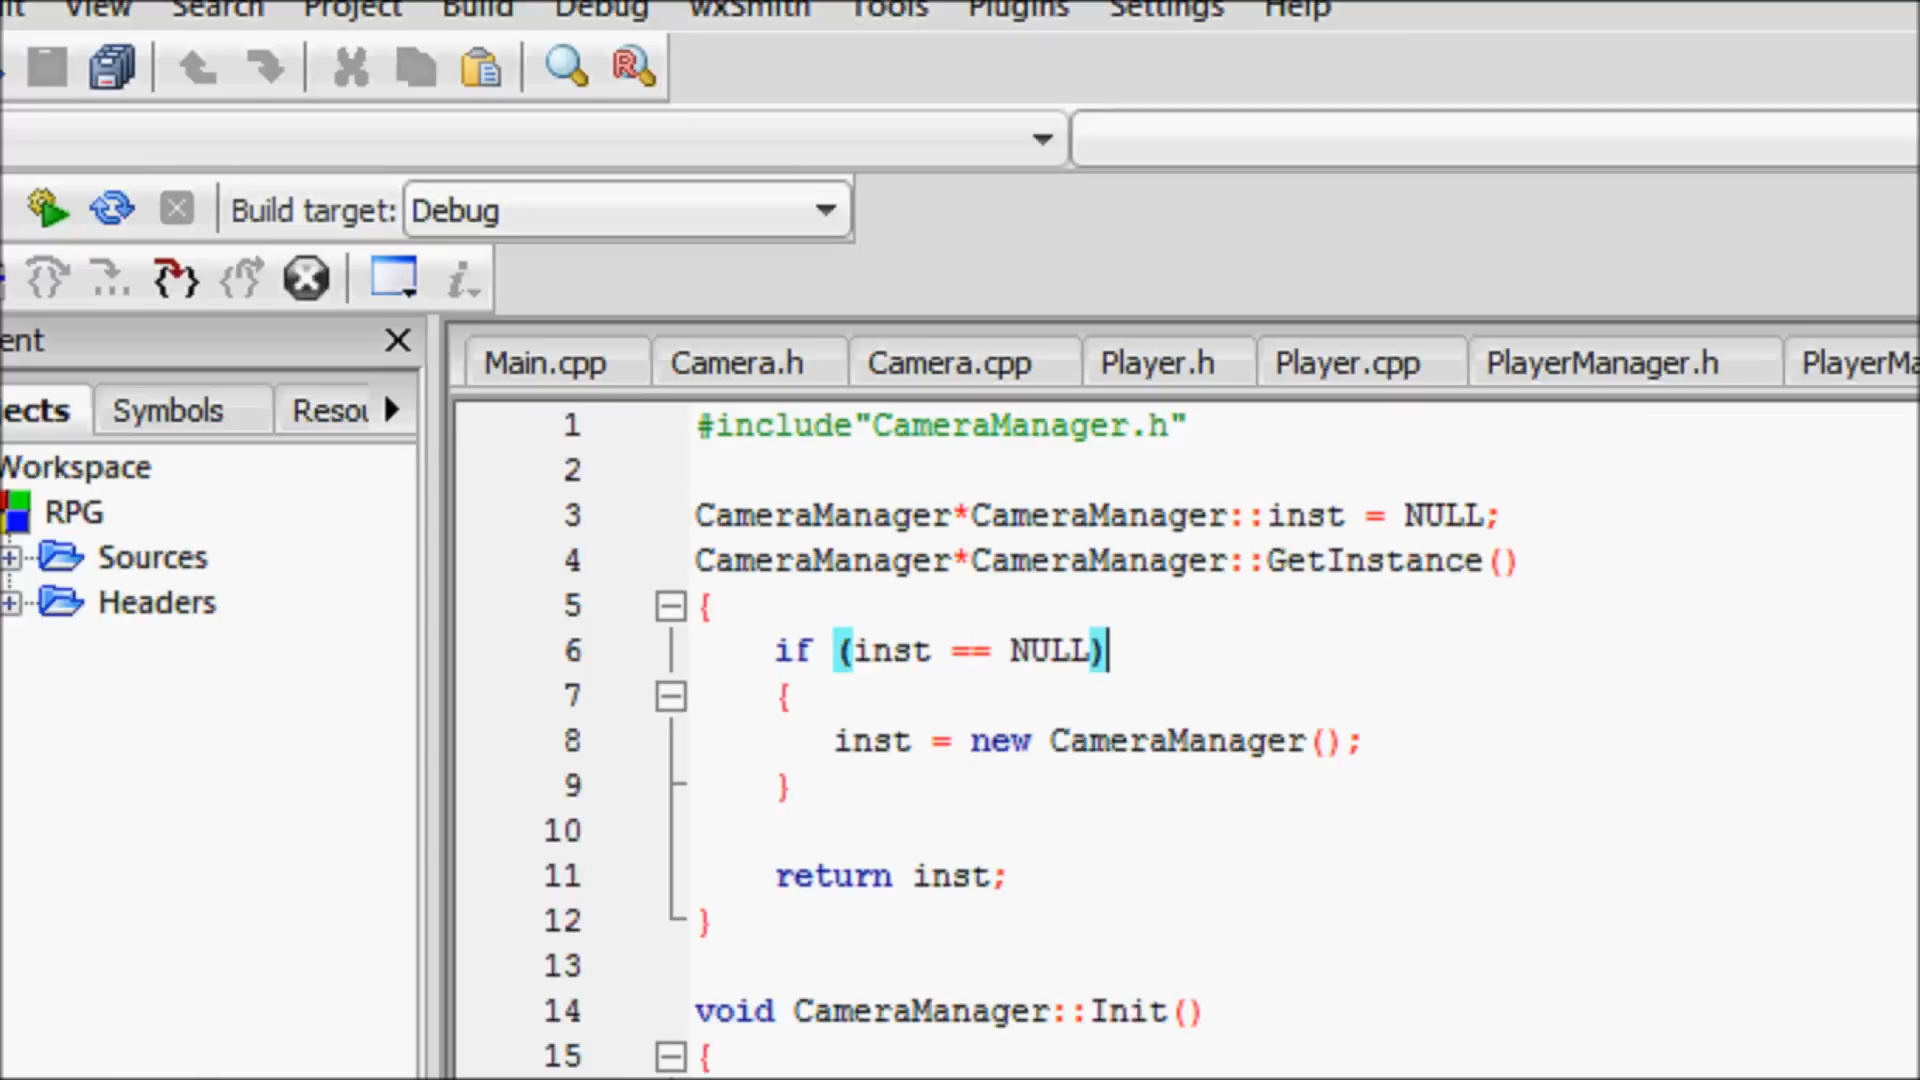 View Search Project Build Debug wxSmith Tools Plugins Settings Help
Build target: Debug
ent
Main.cpp Camera.h Camera.cpp Player.h Player.cpp PlayerManager.h PlayerMa
jects Symbols Resou
Workspace
RPG
Sources
Headers
1 #include"CameraManager.h"
2
3 CameraManager*CameraManager::inst = NULL;
4 CameraManager*CameraManager::GetInstance()
5 {
6 if (inst == NULL)
7 {
8 inst = new CameraManager();
9 }
10
11 return inst;
12 }
13
14 void CameraManager::Init()
15 {